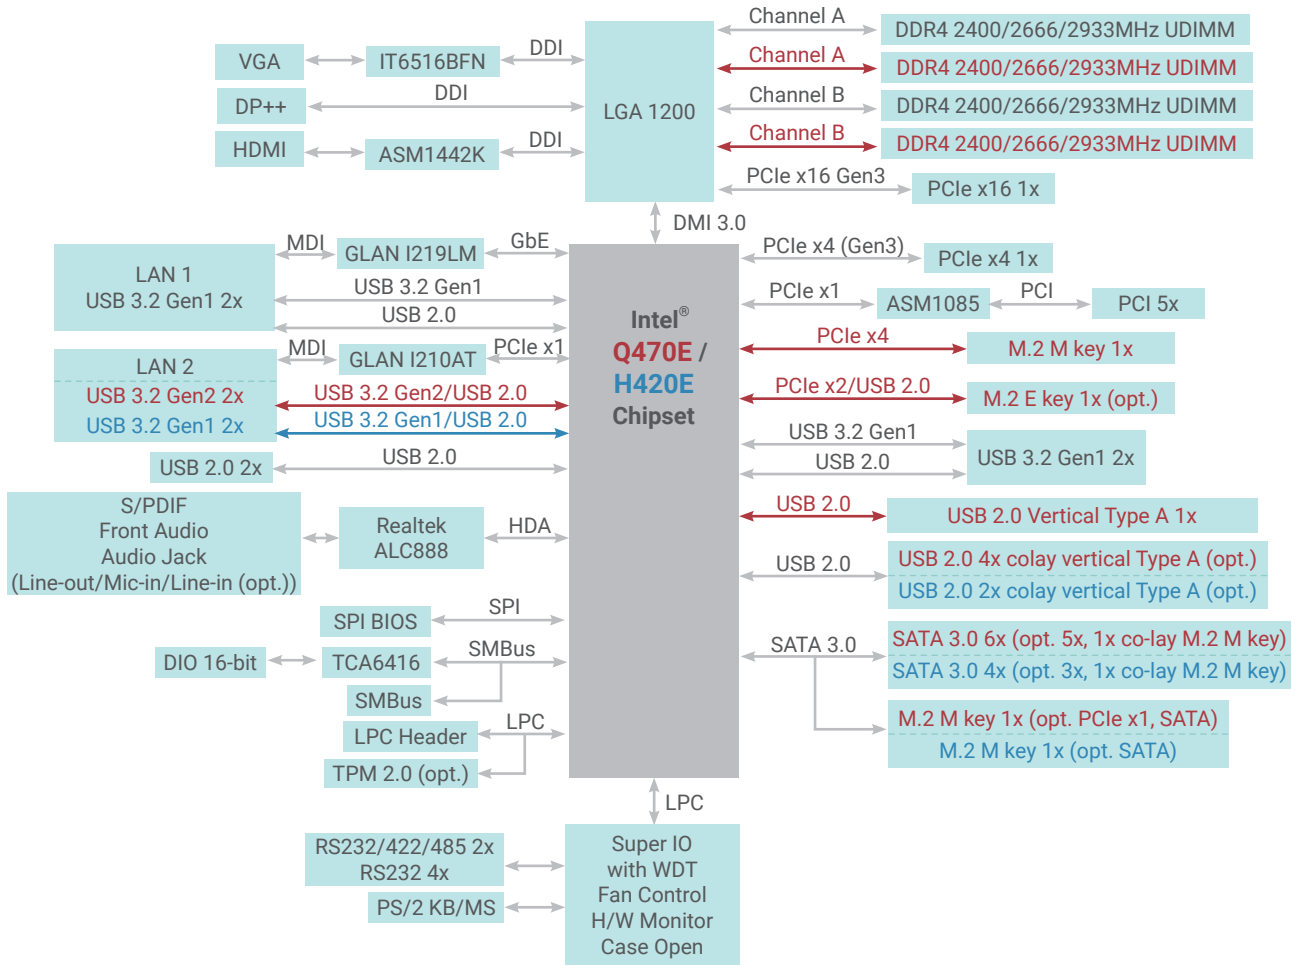 Channel A
DDR4 2400/2666/2933MHz UDIMM
VGA
IT6516BFN
DDI
Channel A
DDR4 2400/2666/2933MHz UDIMM
DP++
DDI
LGA 1200
Channel B
DDR4 2400/2666/2933MHz UDIMM
HDMI
ASM1442K
DDI
Channel B
DDR4 2400/2666/2933MHz UDIMM
PCIe x16 Gen3
PCIe x16 1x
DMI 3.0
LAN 1
USB 3.2 Gen1 2x
MDI
GLAN I219LM
GbE
USB 3.2 Gen1
USB 2.0
LAN 2
USB 3.2 Gen2 2x
USB 3.2 Gen1 2x
MDI
GLAN I210AT
PCIe x1
USB 3.2 Gen2/USB 2.0
USB 3.2 Gen1/USB 2.0
USB 2.0 2x
USB 2.0
S/PDIF
Front Audio
Audio Jack
(Line-out/Mic-in/Line-in (opt.))
Realtek
ALC888
HDA
SPI BIOS
SPI
DIO 16-bit
TCA6416
SMBus
SMBus
LPC Header
LPC
TPM 2.0 (opt.)
Intel®
Q470E /
H420E
Chipset
PCIe x4 (Gen3)
PCIe x4 1x
PCIe x1
ASM1085
PCI
PCI 5x
PCIe x4
M.2 M key 1x
PCIe x2/USB 2.0
M.2 E key 1x (opt.)
USB 3.2 Gen1
USB 2.0
USB 3.2 Gen1 2x
USB 2.0
USB 2.0 Vertical Type A 1x
USB 2.0
USB 2.0 4x colay vertical Type A (opt.)
USB 2.0 2x colay vertical Type A (opt.)
SATA 3.0
SATA 3.0 6x (opt. 5x, 1x co-lay M.2 M key)
SATA 3.0 4x (opt. 3x, 1x co-lay M.2 M key)
M.2 M key 1x (opt. PCIe x1, SATA)
M.2 M key 1x (opt. SATA)
LPC
RS232/422/485 2x
RS232 4x
PS/2 KB/MS
Super IO
with WDT
Fan Control
H/W Monitor
Case Open